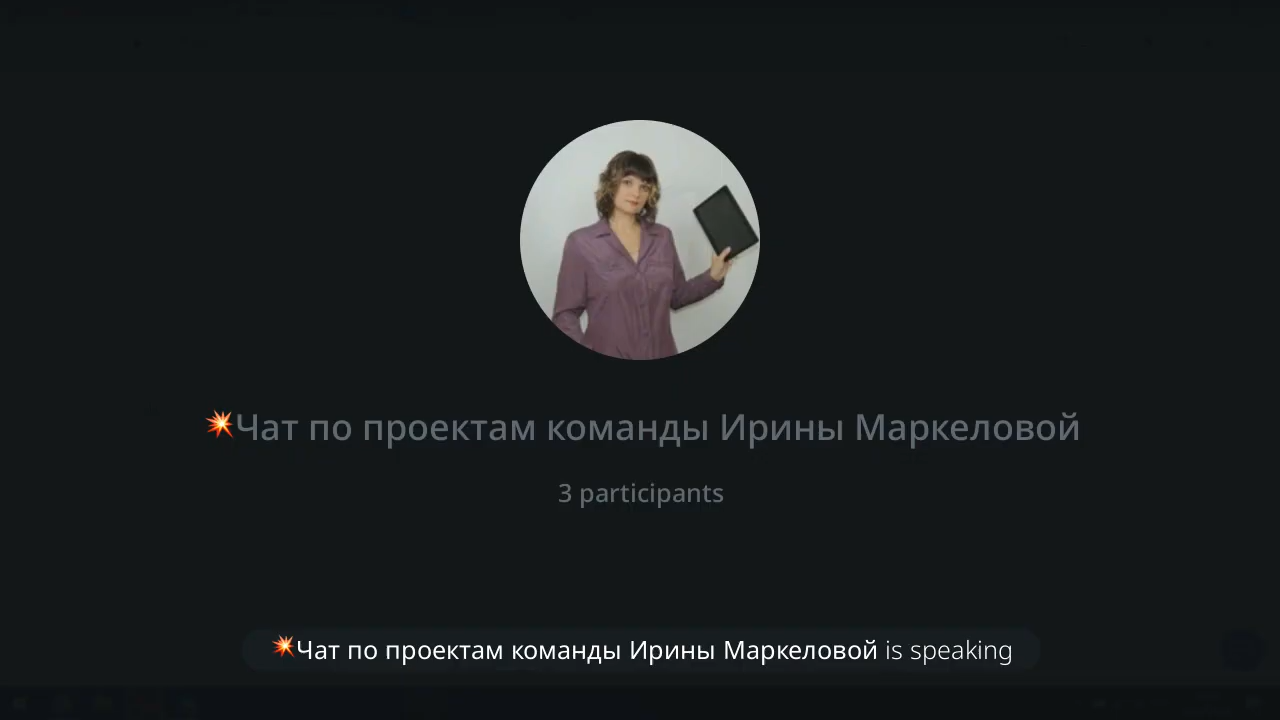 💥Чат по проектам команды Ирины Маркеловой
3 participants
💥Чат по проектам команды Ирины Маркеловой is speaking